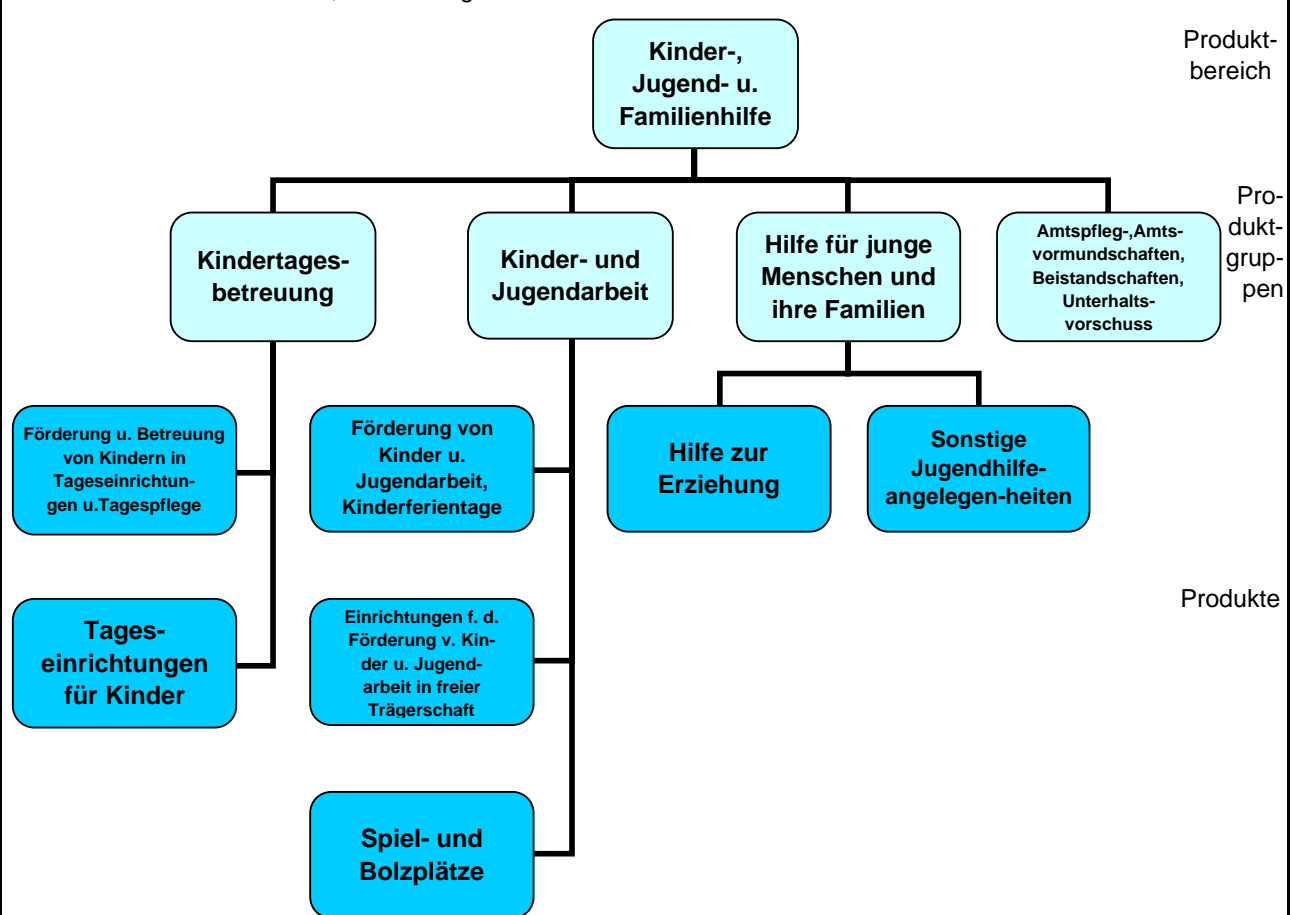 Kinder-,
Jugend- u.
Familienhilfe
Produkt-
bereich
Kindertages-
betreuung
Kinder- und
Jugendarbeit
Hilfe für junge
Menschen und
ihre Familien
Amtspfleg-,Amts-
vormundschaften,
Beistandschaften,
Unterhalts-
vorschuss
Pro-
dukt-
grup-
pen
Förderung u. Betreuung
von Kindern in
Tageseinrichtun-
gen u.Tagespflege
Förderung von
Kinder u.
Jugendarbeit,
Kinderferientage
Hilfe zur
Erziehung
Sonstige
Jugendhilfe-
angelegen-heiten
Tages-
einrichtungen
für Kinder
Einrichtungen f. d.
Förderung v. Kin-
der u. Jugend-
arbeit in freier
Trägerschaft
Produkte
Spiel- und
Bolzplätze